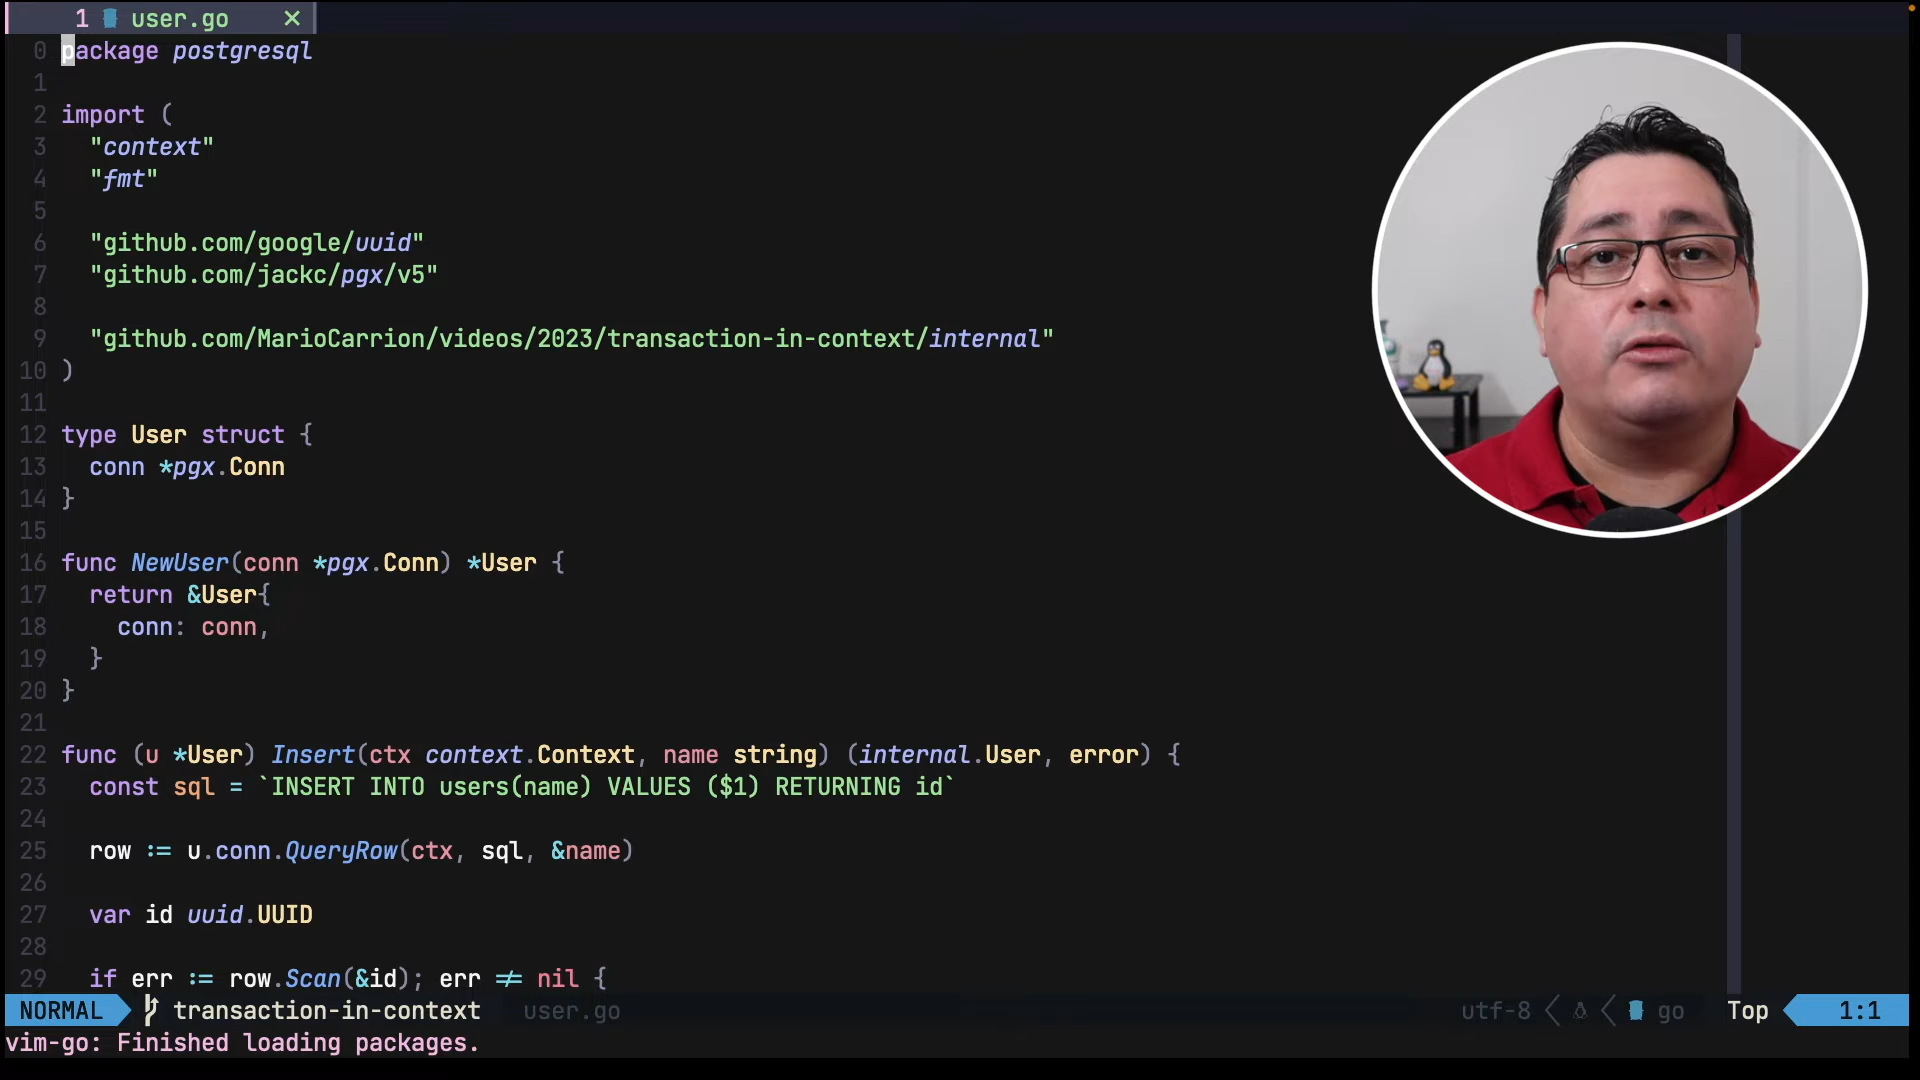 1 user.go ×
0 package postgresql
1
2 import (
3 "context"
4 "fmt"
5
6 "github.com/google/uuid"
7 "github.com/jackc/pgx/v5"
8
9 "github.com/MarioCarrion/videos/2023/transaction-in-context/internal"
10 )
11
12 type User struct {
13 conn *pgx.Conn
14 }
15
16 func NewUser(conn *pgx.Conn) *User {
17 return &User{
18 conn: conn,
19 }
20 }
21
22 func (u *User) Insert(ctx context.Context, name string) (internal.User, error) {
23 const sql = `INSERT INTO users(name) VALUES ($1) RETURNING id`
24
25 row := u.conn.QueryRow(ctx, sql, &name)
26
27 var id uuid.UUID
28
29 if err := row.Scan(&id); err ≠ nil {
NORMAL transaction-in-context user.go utf-8 go Top 1:1
vim-go: Finished loading packages.